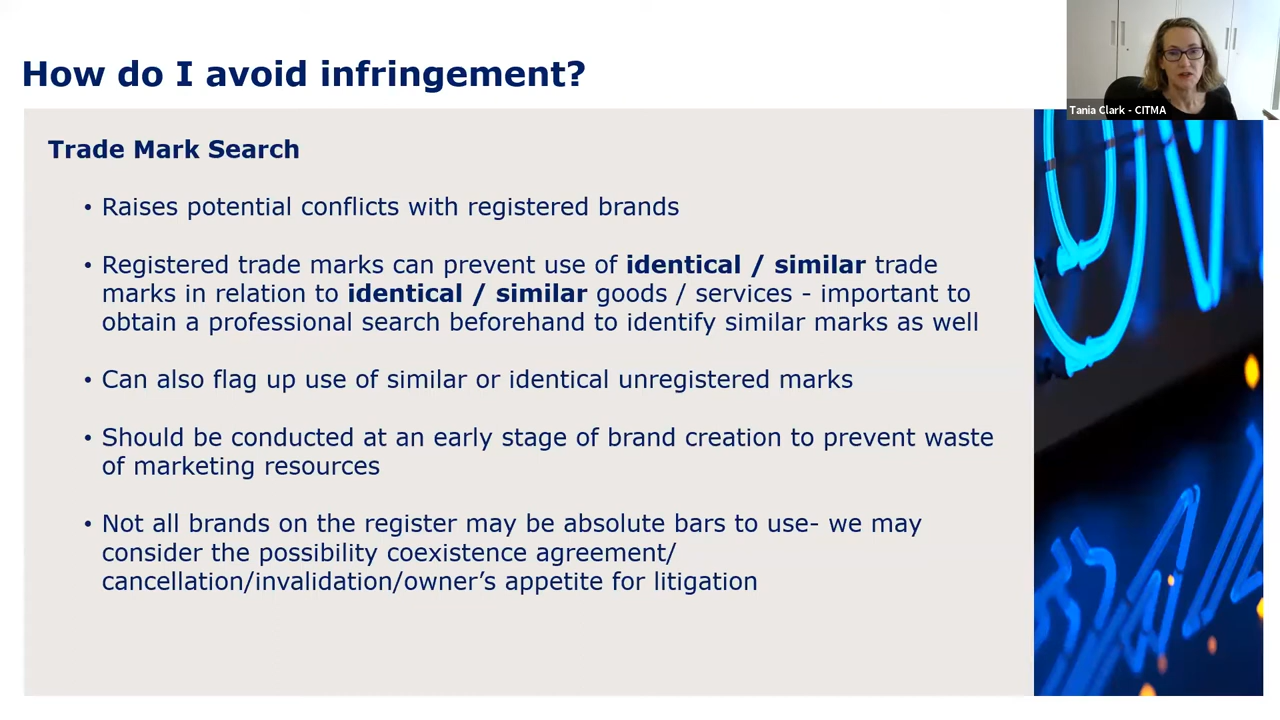 How do I avoid infringement?
Tania Clark - CITMA
Trade Mark Search
• Raises potential conflicts with registered brands
• Registered trade marks can prevent use of identical / similar trade
marks in relation to identical / similar goods / services - important to
obtain a professional search beforehand to identify similar marks as well
• Can also flag up use of similar or identical unregistered marks
• Should be conducted at an early stage of brand creation to prevent waste
of marketing resources
• Not all brands on the register may be absolute bars to use- we may
consider the possibility coexistence agreement/
cancellation/invalidation/owner’s appetite for litigation